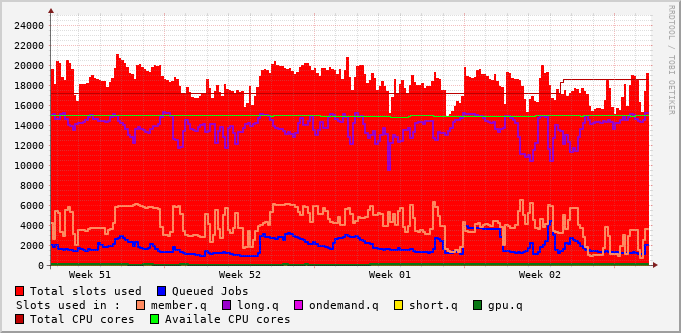 24000
22000
20000
18000
16000
14000
12000
10000
8000
6000
4000
2000
0
Week 51 Week 52 Week 01 Week 02
Total slots used Queued Jobs
Slots used in : member.q long.q ondemand.q short.q gpu.q
Total CPU cores Availale CPU cores
RRDTOOL / TOBI OETIKER